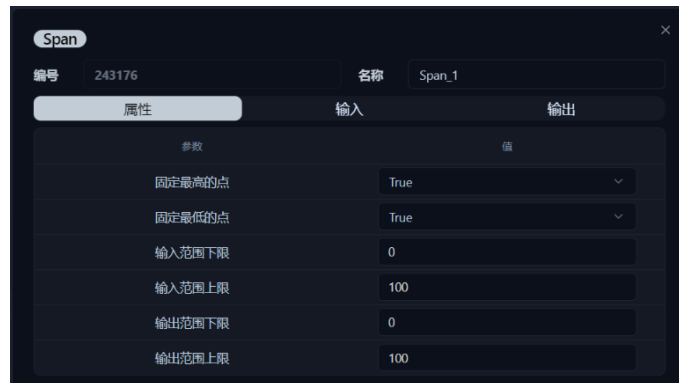 Span
编号 243176 名称 Span_1
属性 输入 输出
参数 值
固定最高的点 True
固定最低的点 True
输入范围下限 0
输入范围上限 100
输出范围下限 0
输出范围上限 100